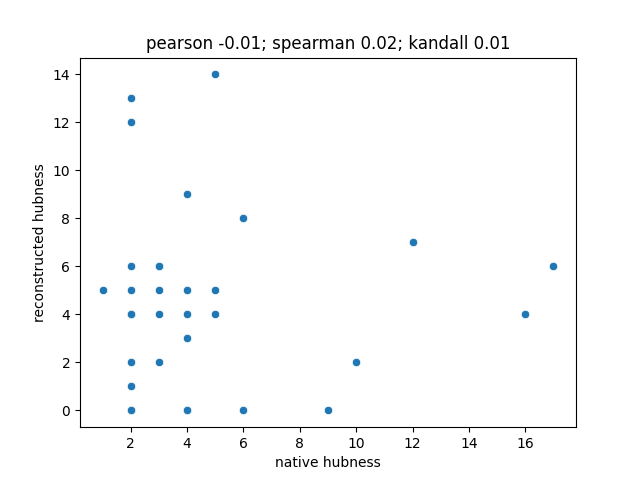 pearson -0.01; spearman 0.02; kandall 0.01
14
12
10
8
6
4
2
0
reconstructed hubness
2 4 6 8 10 12 14 16
native hubness